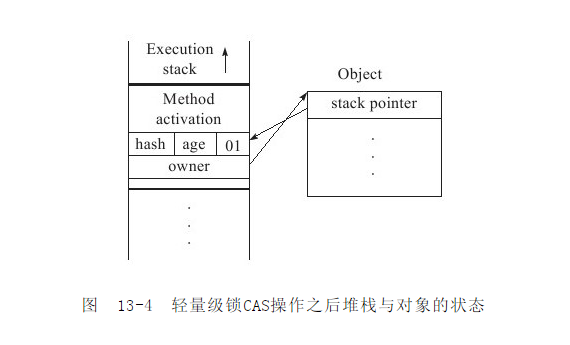 Execution
stack
Object
Method
activation
stack pointer
hash age 01
owner
图 13-4 轻量级锁CAS操作之后堆栈与对象的状态